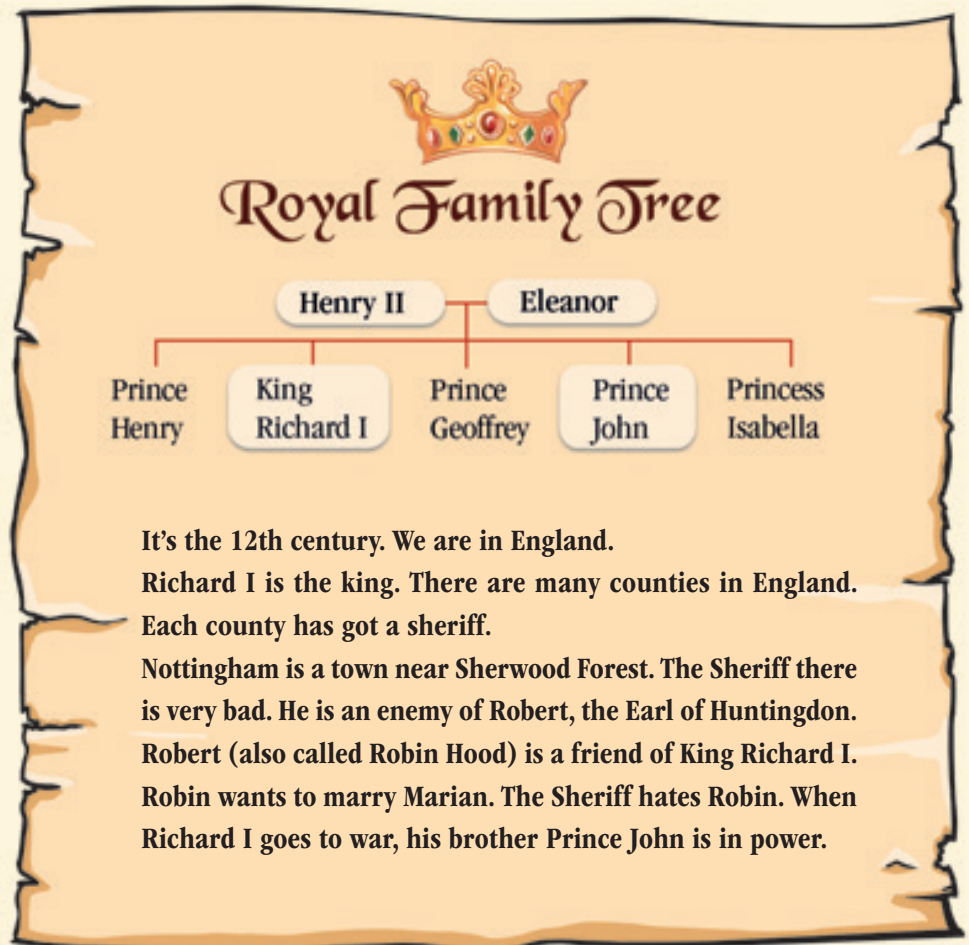 Royal Family Tree
Henry II
Eleanor
Prince
Henry
King
Richard I
Prince
Geoffrey
Prince
John
Princess
Isabella
It’s the 12th century. We are in England.
Richard I is the king. There are many counties in England.
Each county has got a sheriff.
Nottingham is a town near Sherwood Forest. The Sheriff there
is very bad. He is an enemy of Robert, the Earl of Huntingdon.
Robert (also called Robin Hood) is a friend of King Richard I.
Robin wants to marry Marian. The Sheriff hates Robin. When
Richard I goes to war, his brother Prince John is in power.